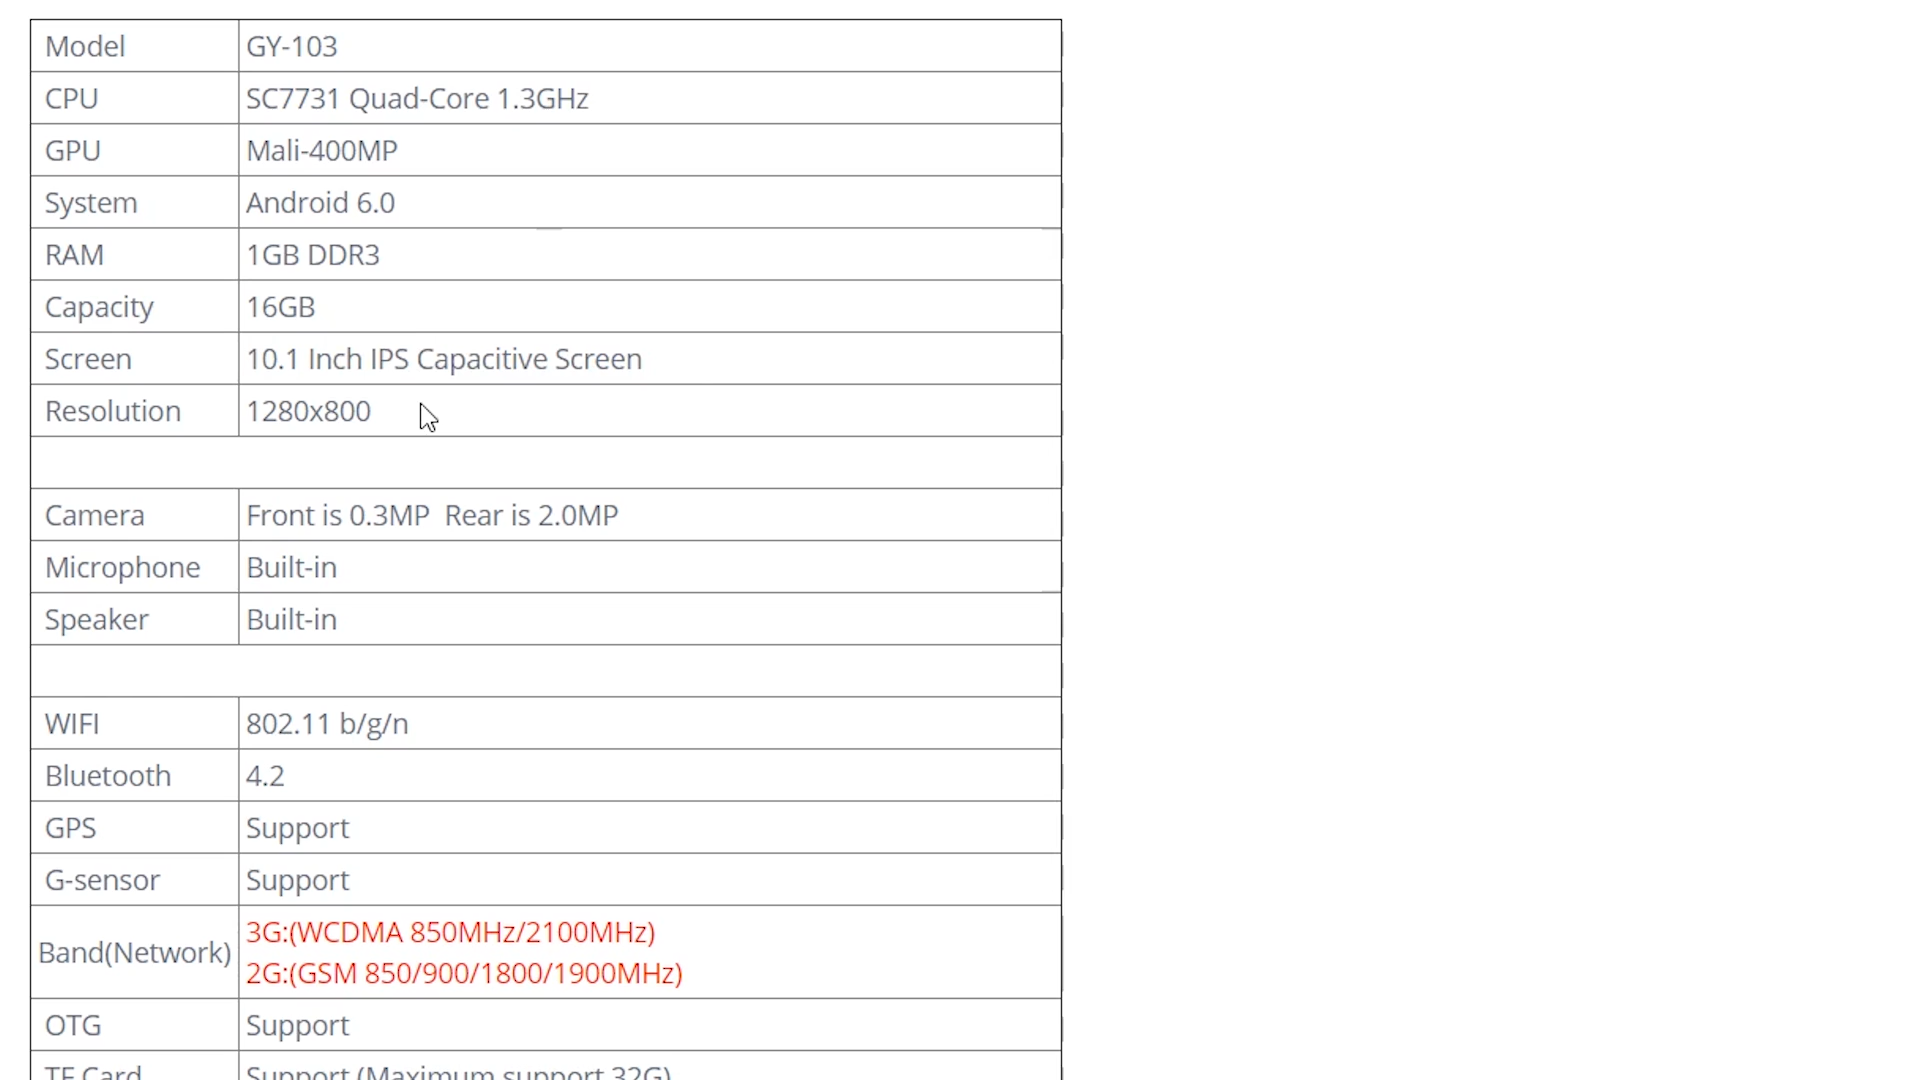 Model GY-103
CPU SC7731 Quad-Core 1.3GHz
GPU Mali-400MP
System Android 6.0
RAM 1GB DDR3
Capacity 16GB
Screen 10.1 Inch IPS Capacitive Screen
Resolution 1280x800
Camera Front is 0.3MP  Rear is 2.0MP
Microphone Built-in
Speaker Built-in
WIFI 802.11 b/g/n
Bluetooth 4.2
GPS Support
G-sensor Support
Band(Network) 3G:(WCDMA 850MHz/2100MHz)
2G:(GSM 850/900/1800/1900MHz)
OTG Support
TF Card Support (Maximum support 32G)